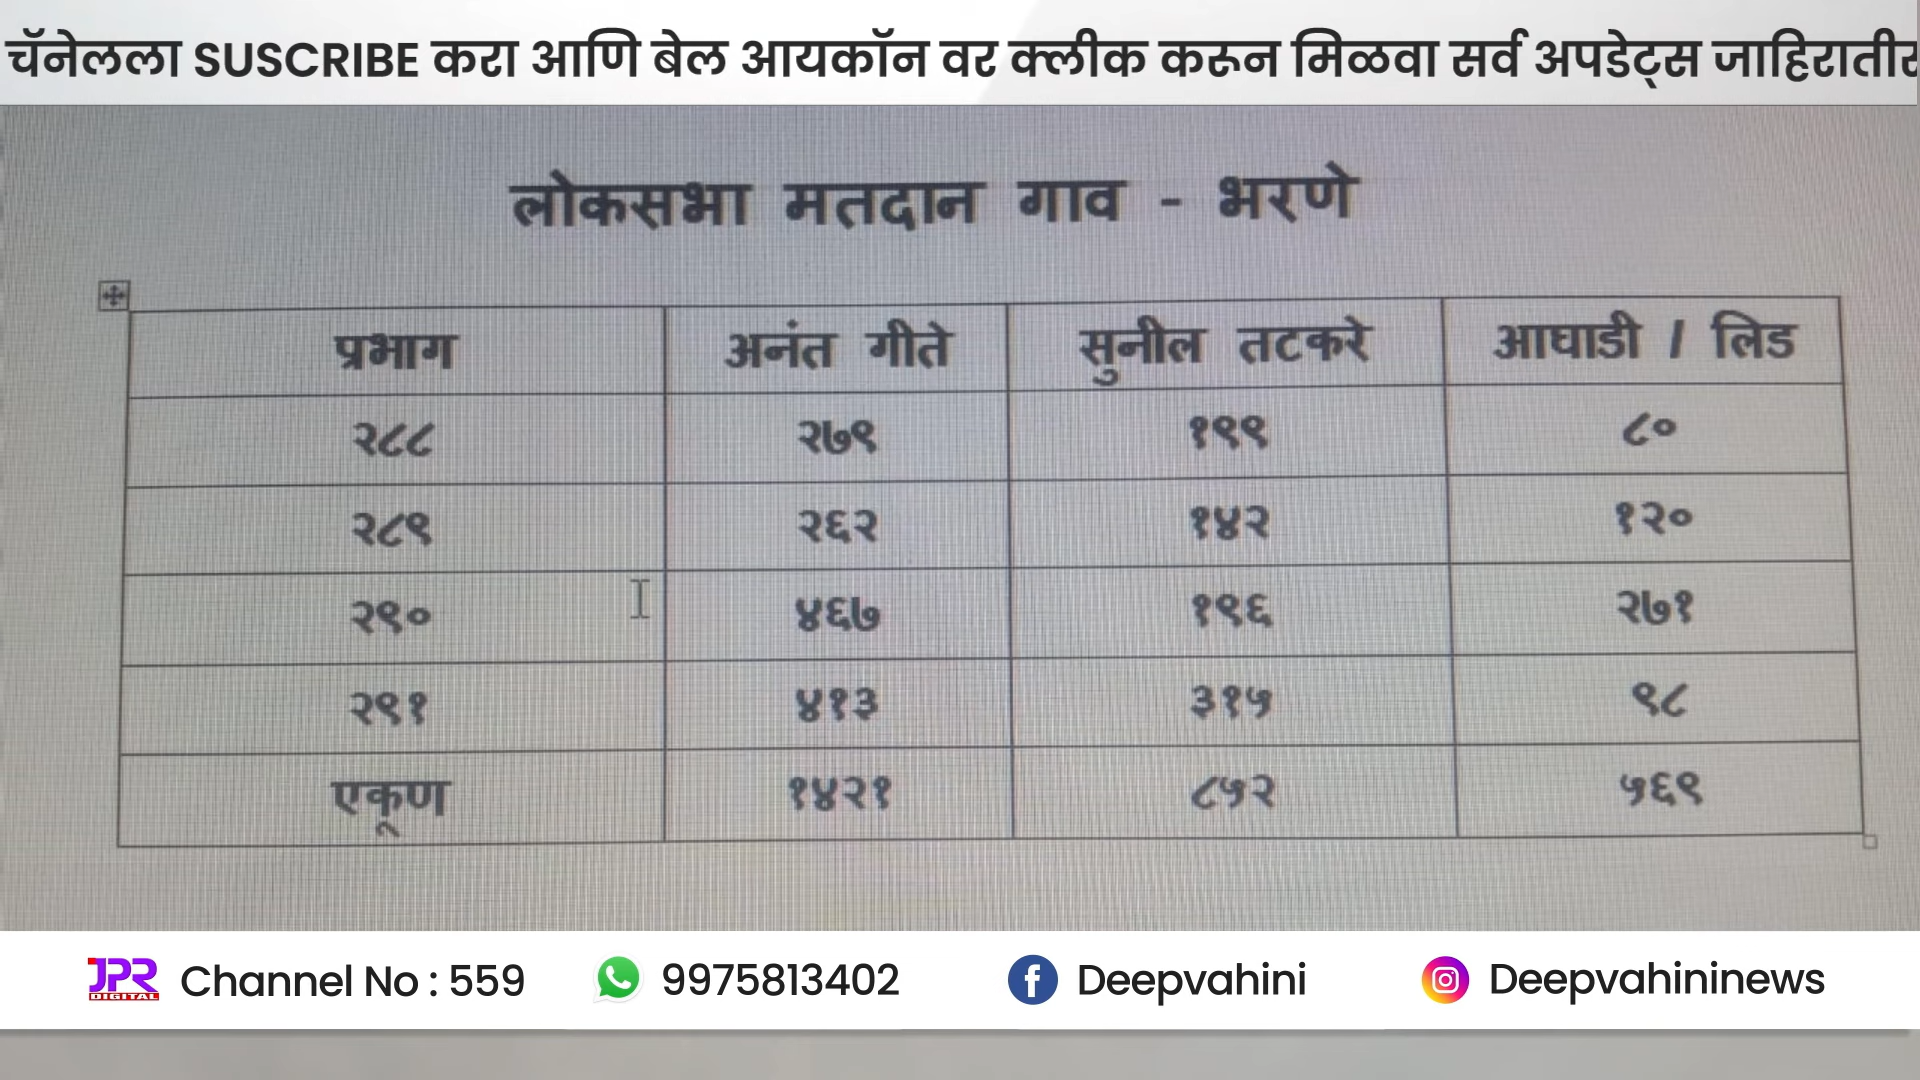 चॅनेलला SUSCRIBE करा आणि बेल आयकॉन वर क्लीक करून मिळवा सर्व अपडेट्स
लोकसभा मतदान गाव - भरणे
प्रभाग अनंत गीते सुनील तटकरे आघाडी / लिड
२८८ २७९ १९९ ८०
२८९ २६२ १४२ १२०
२९० ४६७ १९६ २७१
२९१ ४१३ ३१५ ९८
एकूण १४२१ ८५२ ५६९
JPR DIGITAL Channel No : 559 9975813402 Deepvahini Deepvahininews